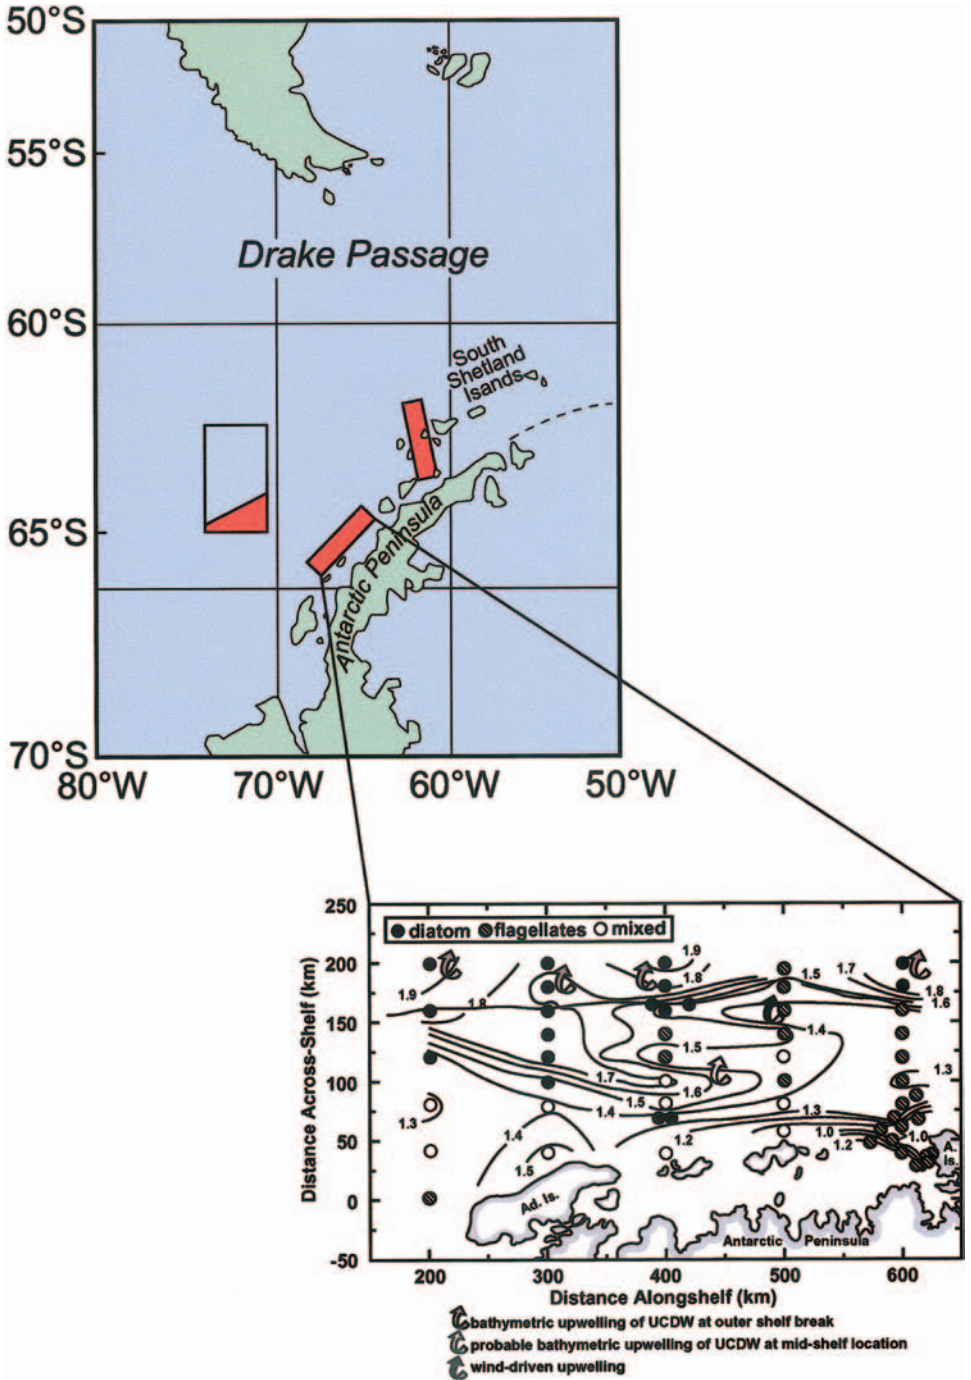 50°S
55°S
Drake Passage
60°S
South
Shetland
Isands
65°S
Antarctic Peninsula
70°S
80°W 70°W 60°W 50°W
250
200
150
100
50
0
-50
Distance Across-Shelf (km)
diatom flagellates mixed
1.9 1.8 1.5 1.7 1.8 1.6
1.9 1.8
1.4
1.5
1.7 1.6 1.3
1.5
1.4
1.3 1.3
1.4 1.2 1.0 1.0
1.2
1.5
A.
Is.
Ad. Is.
Antarctic Peninsula
200 300 400 500 600
Distance Alongshelf (km)
bathymetric upwelling of UCDW at outer shelf break
probable bathymetric upwelling of UCDW at mid-shelf location
wind-driven upwelling